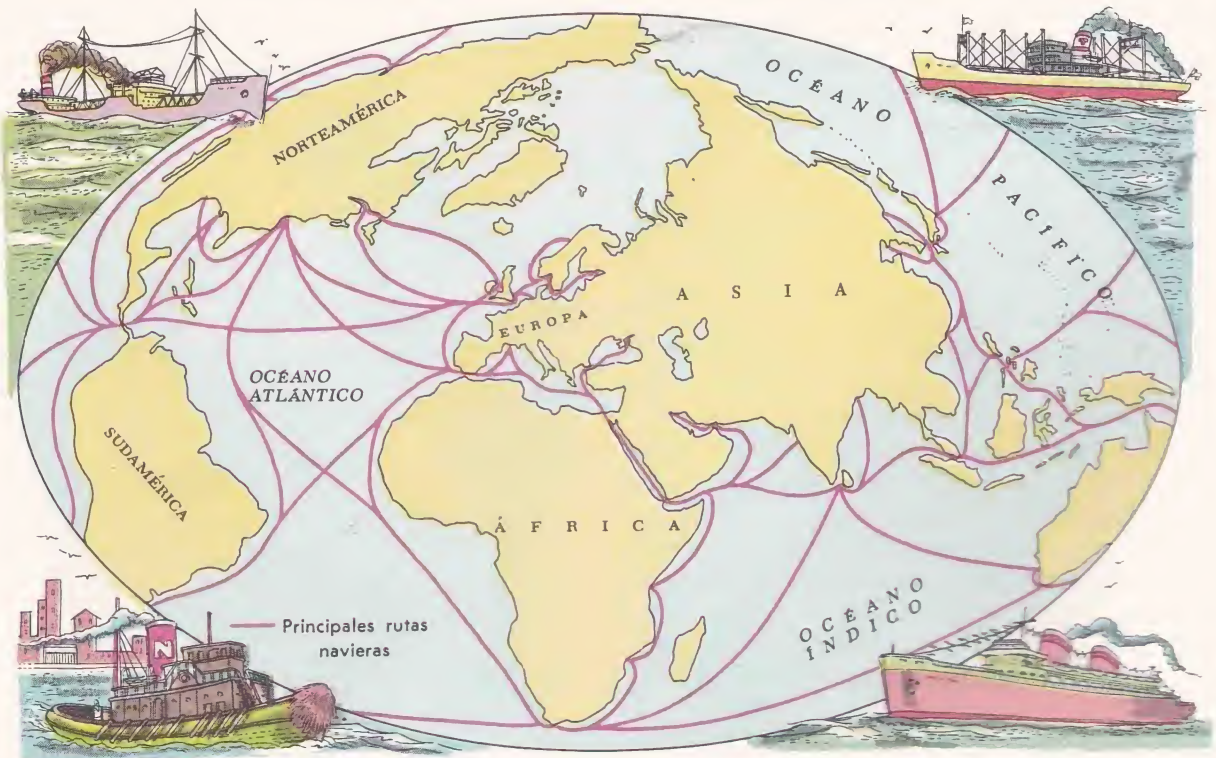 NORTEAMÉRICA
OCÉANO
PACÍFICO
ASIA
EUROPA
OCÉANO
ATLÁNTICO
SUDAMÉRICA
ÁFRICA
OCÉANO
ÍNDICO
Principales rutas
navieras
N